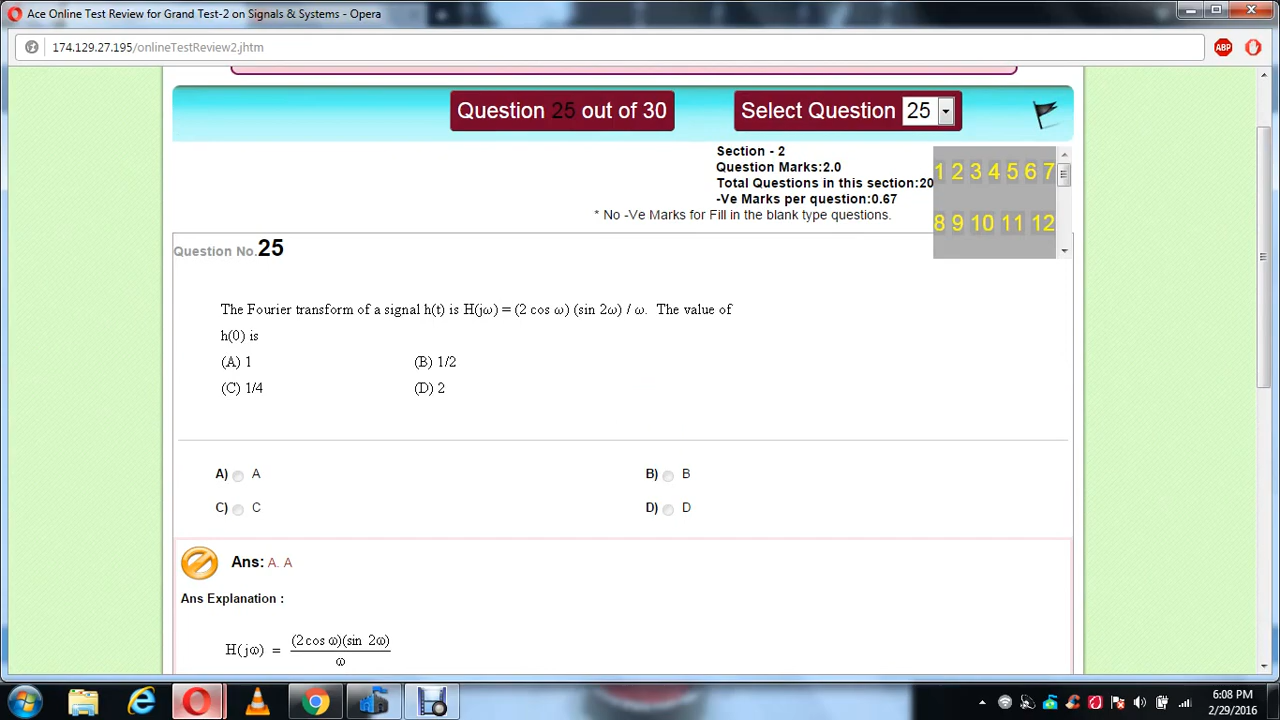 Ace Online Test Review for Grand Test-2 on Signals & Systems - Opera
174.129.27.195/onlineTestReview2.jhtm
ABP
Question 25 out of 30
Select Question 25
Section - 2
Question Marks:2.0
Total Questions in this section:20
-Ve Marks per question:0.67
* No -Ve Marks for Fill in the blank type questions.
1 2 3 4 5 6 7
8 9 10 11 12
Question No.25
The Fourier transform of a signal h(t) is H(jω) = (2 cos ω) (sin 2ω) / ω. The value of
h(0) is
(A) 1 (B) 1/2
(C) 1/4 (D) 2
A) A B) B
C) C D) D
Ans: A. A
Ans Explanation :
H( jω) = (2cos ω)(sin 2ω)
ω
6:08 PM
2/29/2016